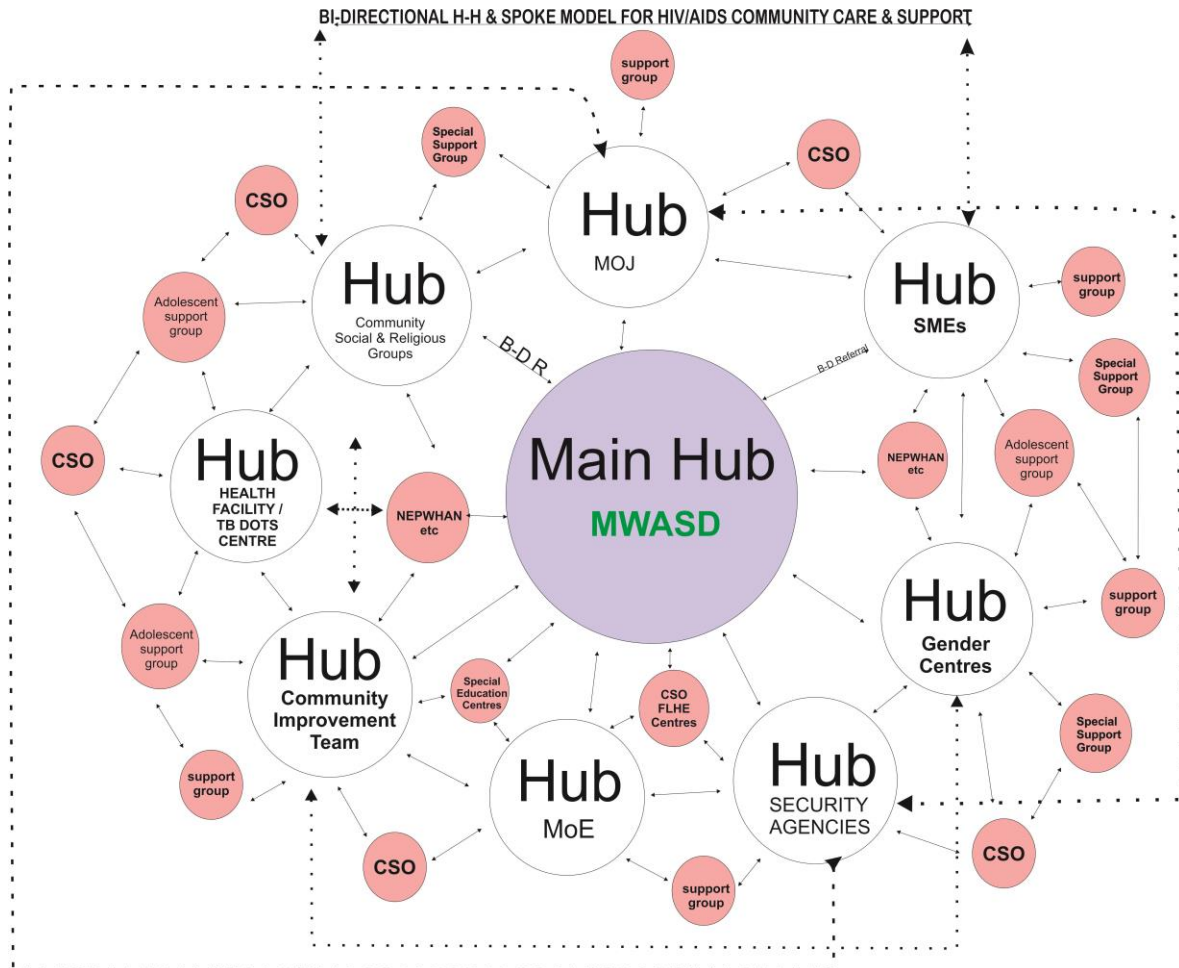 BI-DIRECTIONAL H-H & SPOKE MODEL FOR HIV/AIDS COMMUNITY CARE & SUPPORT
support
group
Special
Support
Group
CSO
CSO
Hub
MOJ
Hub
Community
Social & Religious
Groups
Hub
SMEs
support
group
Adolescent
support
group
B-D R
B-D Referral
Special
Support
Group
CSO
Hub
HEALTH
FACILITY /
TB DOTS
CENTRE
NEPWHAN
etc
Main Hub
MWASD
NEPWHAN
etc
Adolescent
support
group
Adolescent
support
group
Hub
Community
Improvement
Team
Special
Education
Centres
CSO
FLHE
Centres
Hub
Gender
Centres
support
group
support
group
CSO
Hub
MoE
support
group
Hub
SECURITY
AGENCIES
Special
Support
Group
CSO